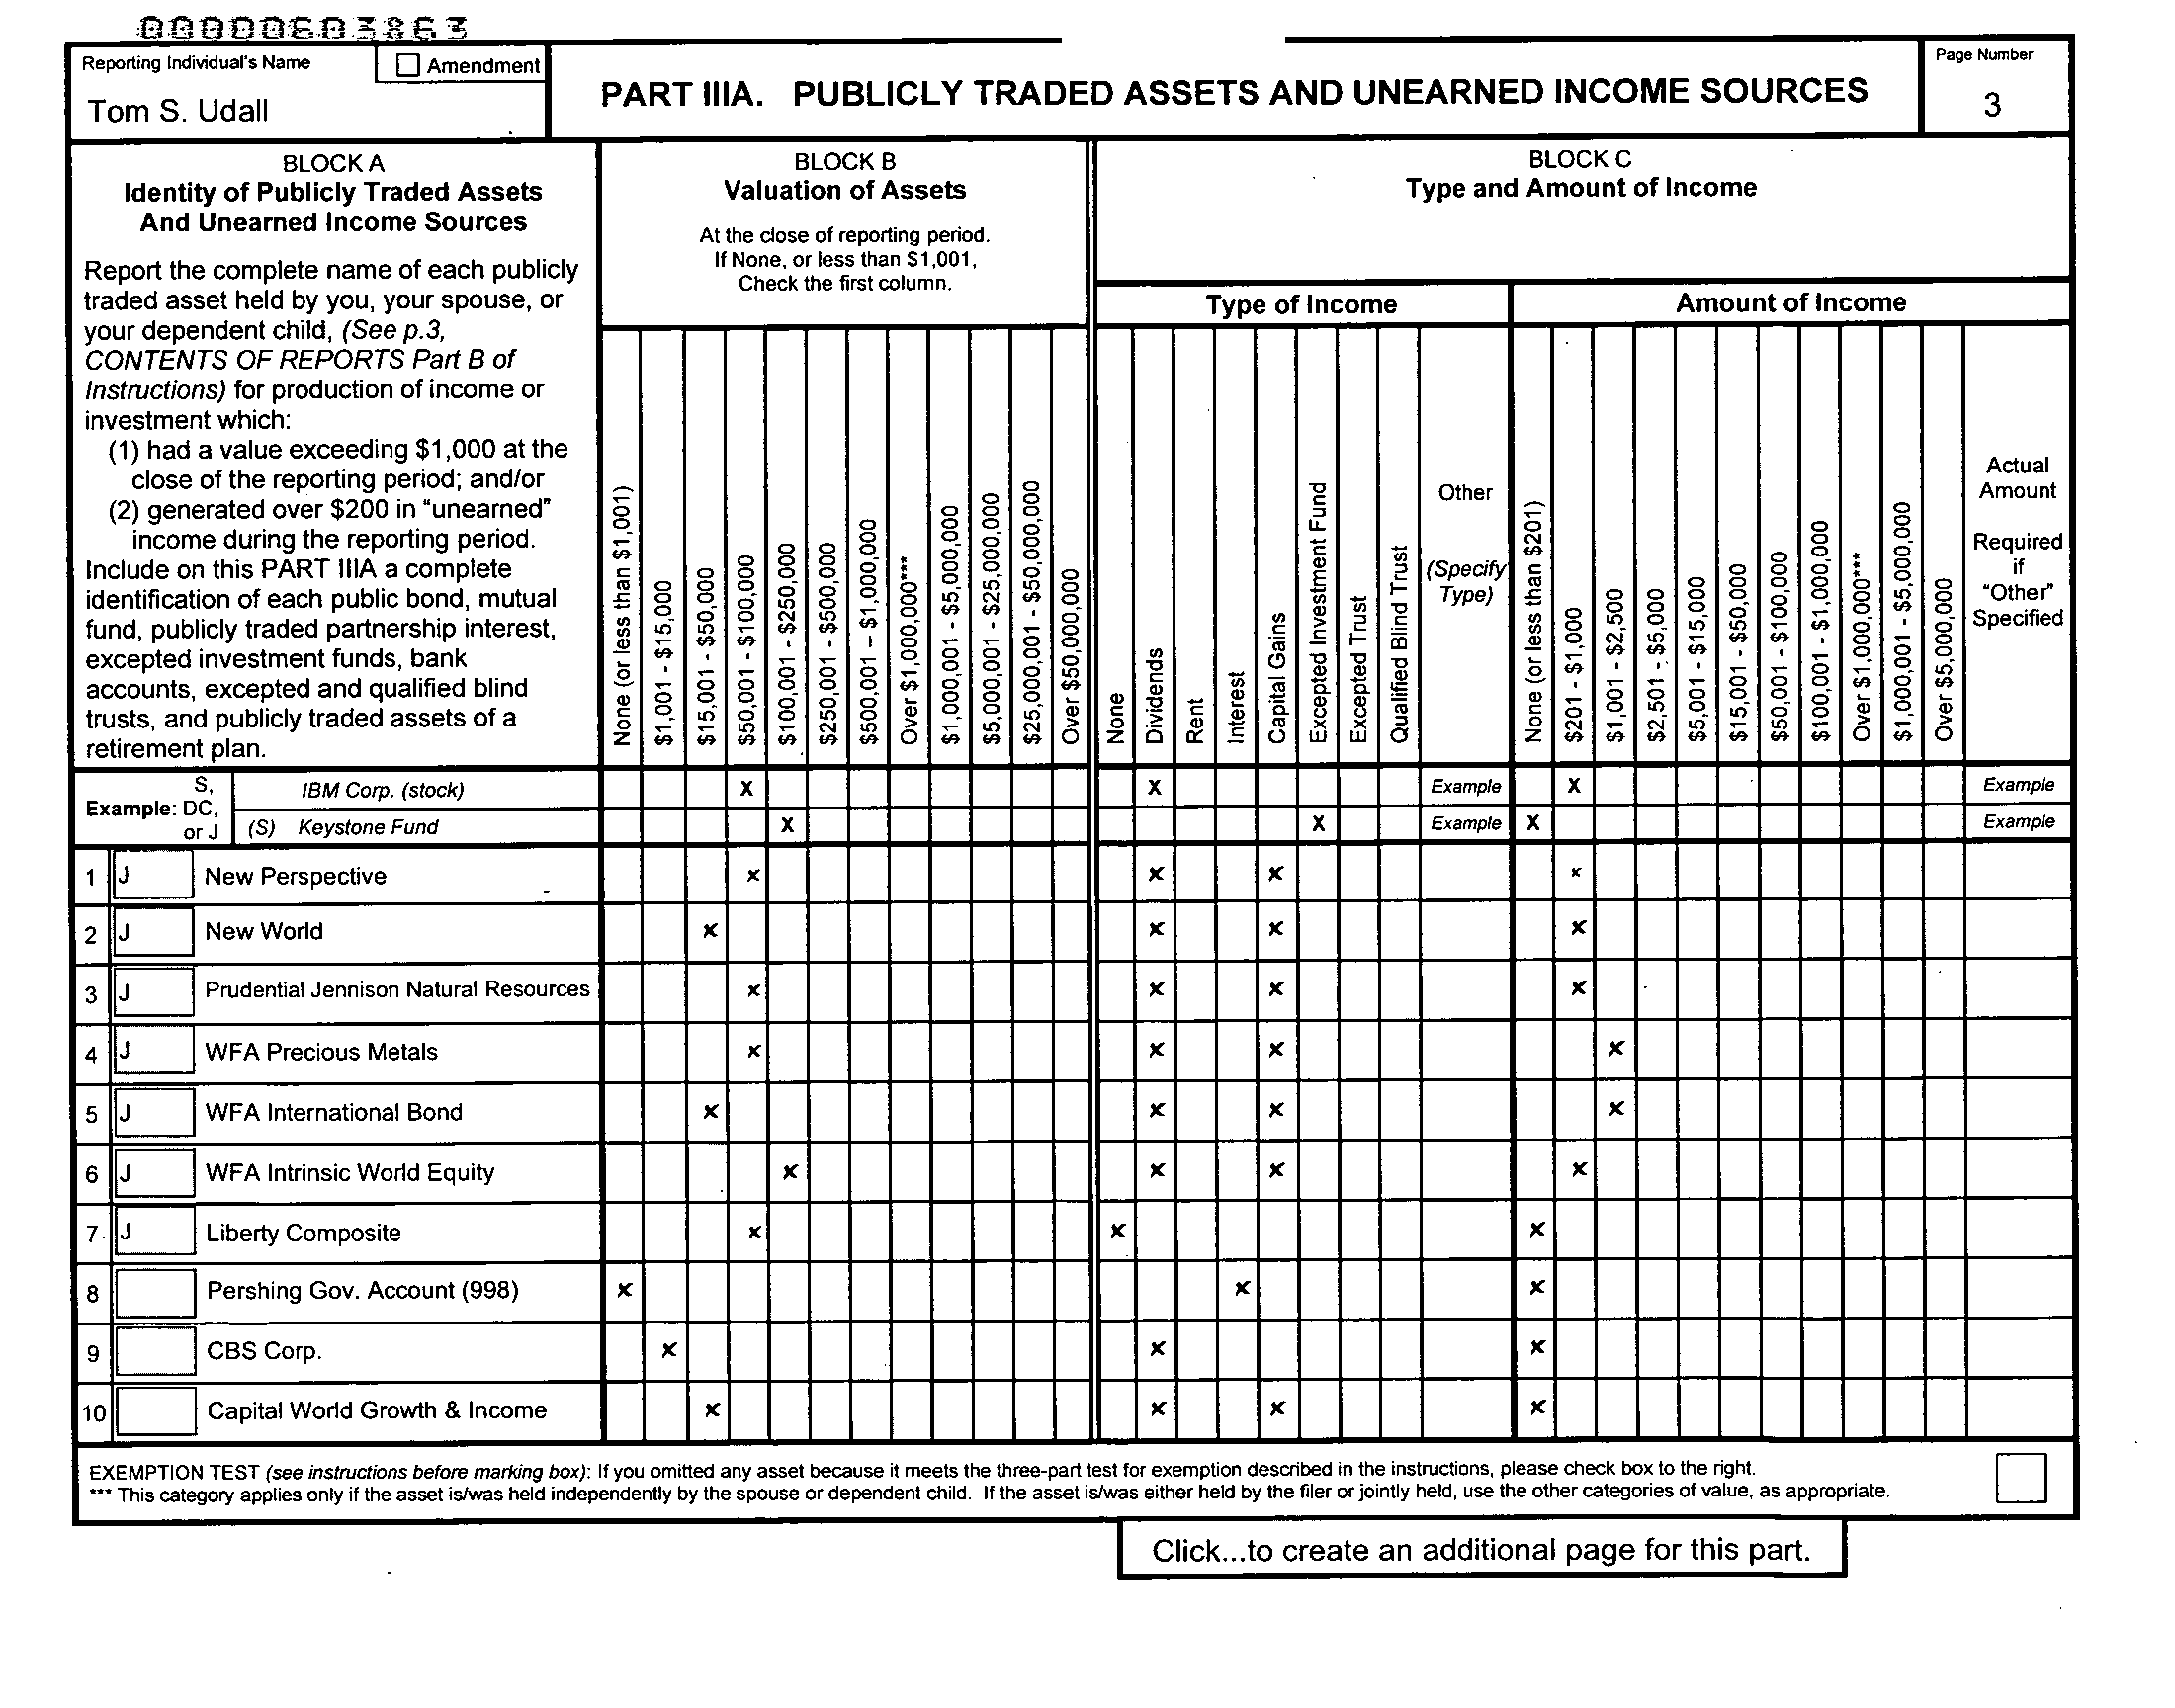 00000603863
Reporting Individual's Name
Amendment
Tom S. Udall
PART IIIA. PUBLICLY TRADED ASSETS AND UNEARNED INCOME SOURCES
Page Number
3
BLOCK A
Identity of Publicly Traded Assets
And Unearned Income Sources
Report the complete name of each publicly
traded asset held by you, your spouse, or
your dependent child, (See p.3,
CONTENTS OF REPORTS Part B of
Instructions) for production of income or
investment which:
(1) had a value exceeding $1,000 at the
close of the reporting period; and/or
(2) generated over $200 in "unearned"
income during the reporting period.
Include on this PART IIIA a complete
identification of each public bond, mutual
fund, publicly traded partnership interest,
excepted investment funds, bank
accounts, excepted and qualified blind
trusts, and publicly traded assets of a
retirement plan.
BLOCK B
Valuation of Assets
At the close of reporting period.
If None, or less than $1,001,
Check the first column.
None (or less than $1,001)
$1,001 - $15,000
$15,001 - $50,000
$50,001 - $100,000
$100,001 - $250,000
$250,001 - $500,000
$500,001 – $1,000,000
Over $1,000,000***
$1,000,001 - $5,000,000
$5,000,001 - $25,000,000
$25,000,001 - $50,000,000
Over $50,000,000
BLOCK C
Type and Amount of Income
Type of Income
None
Dividends
Rent
Interest
Capital Gains
Excepted Investment Fund
Excepted Trust
Qualified Blind Trust
Other
(Specify
Type)
Amount of Income
None (or less than $201)
$201 - $1,000
$1,001 - $2,500
$2,501 - $5,000
$5,001 - $15,000
$15,001 - $50,000
$50,001 - $100,000
$100,001 - $1,000,000
Over $1,000,000***
$1,000,001 - $5,000,000
Over $5,000,000
Actual
Amount
Required
if
"Other"
Specified
Example: S,
DC,
or J
IBM Corp. (stock) X X Example X Example
(S) Keystone Fund X X Example X Example
1 J New Perspective x x x x
2 J New World x x x x
3 J Prudential Jennison Natural Resources x x x x
4 J WFA Precious Metals x x x x
5 J WFA International Bond x x x x
6 J WFA Intrinsic World Equity x x x x
7 J Liberty Composite x x x
8 Pershing Gov. Account (998) x x x
9 CBS Corp. x x x
10 Capital World Growth & Income x x x x
EXEMPTION TEST (see instructions before marking box): If you omitted any asset because it meets the three-part test for exemption described in the instructions, please check box to the right.
*** This category applies only if the asset is/was held independently by the spouse or dependent child. If the asset is/was either held by the filer or jointly held, use the other categories of value, as appropriate.
Click...to create an additional page for this part.